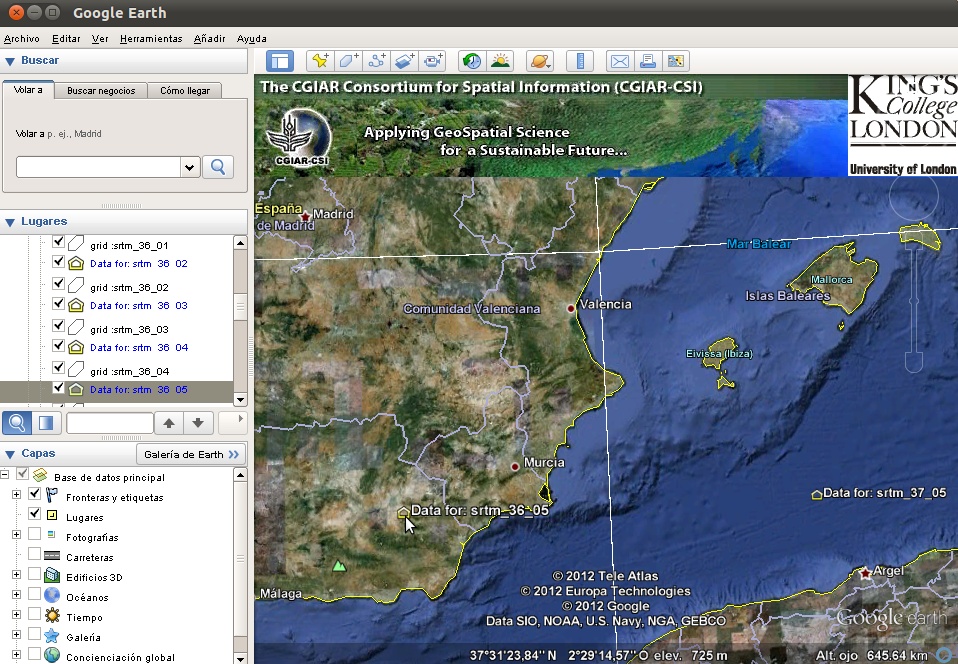 Google Earth
Archivo Editar Ver Herramientas Añadir Ayuda
Buscar
Volar a
Buscar negocios
Cómo llegar
Volar a p. ej., Madrid
Lugares
grid :srtm_36_01
Data for: srtm_36_02
grid :srtm_36_02
Data for: srtm_36_03
grid :srtm_36_03
Data for: srtm_36_04
grid :srtm_36_04
Data for: srtm_36_05
Capas
Galería de Earth
Base de datos principal
Fronteras y etiquetas
Lugares
Fotografías
Carreteras
Edificios 3D
Océanos
Tiempo
Galería
Concienciación global
The CGIAR Consortium for Spatial Information (CGIAR-CSI)
CGIAR-CSI
Applying GeoSpatial Science
for a Sustainable Future...
KING'S
College
LONDON
University of London
España
Madrid
de Madrid
Mar Balear
Mallorca
Islas Baleares
Comunidad Valenciana
Valencia
Eivissa (Ibiza)
Murcia
Data for: srtm_37_05
Data for: srtm_36_05
Argel
Málaga
© 2012 Tele Atlas
© 2012 Europa Technologies
© 2012 Google
Data SIO, NOAA, U.S. Navy, NGA, GEBCO
Google earth
37°31'23,84" N 2°29'14,57" O elev. 725 m
Alt. ojo 645.64 km